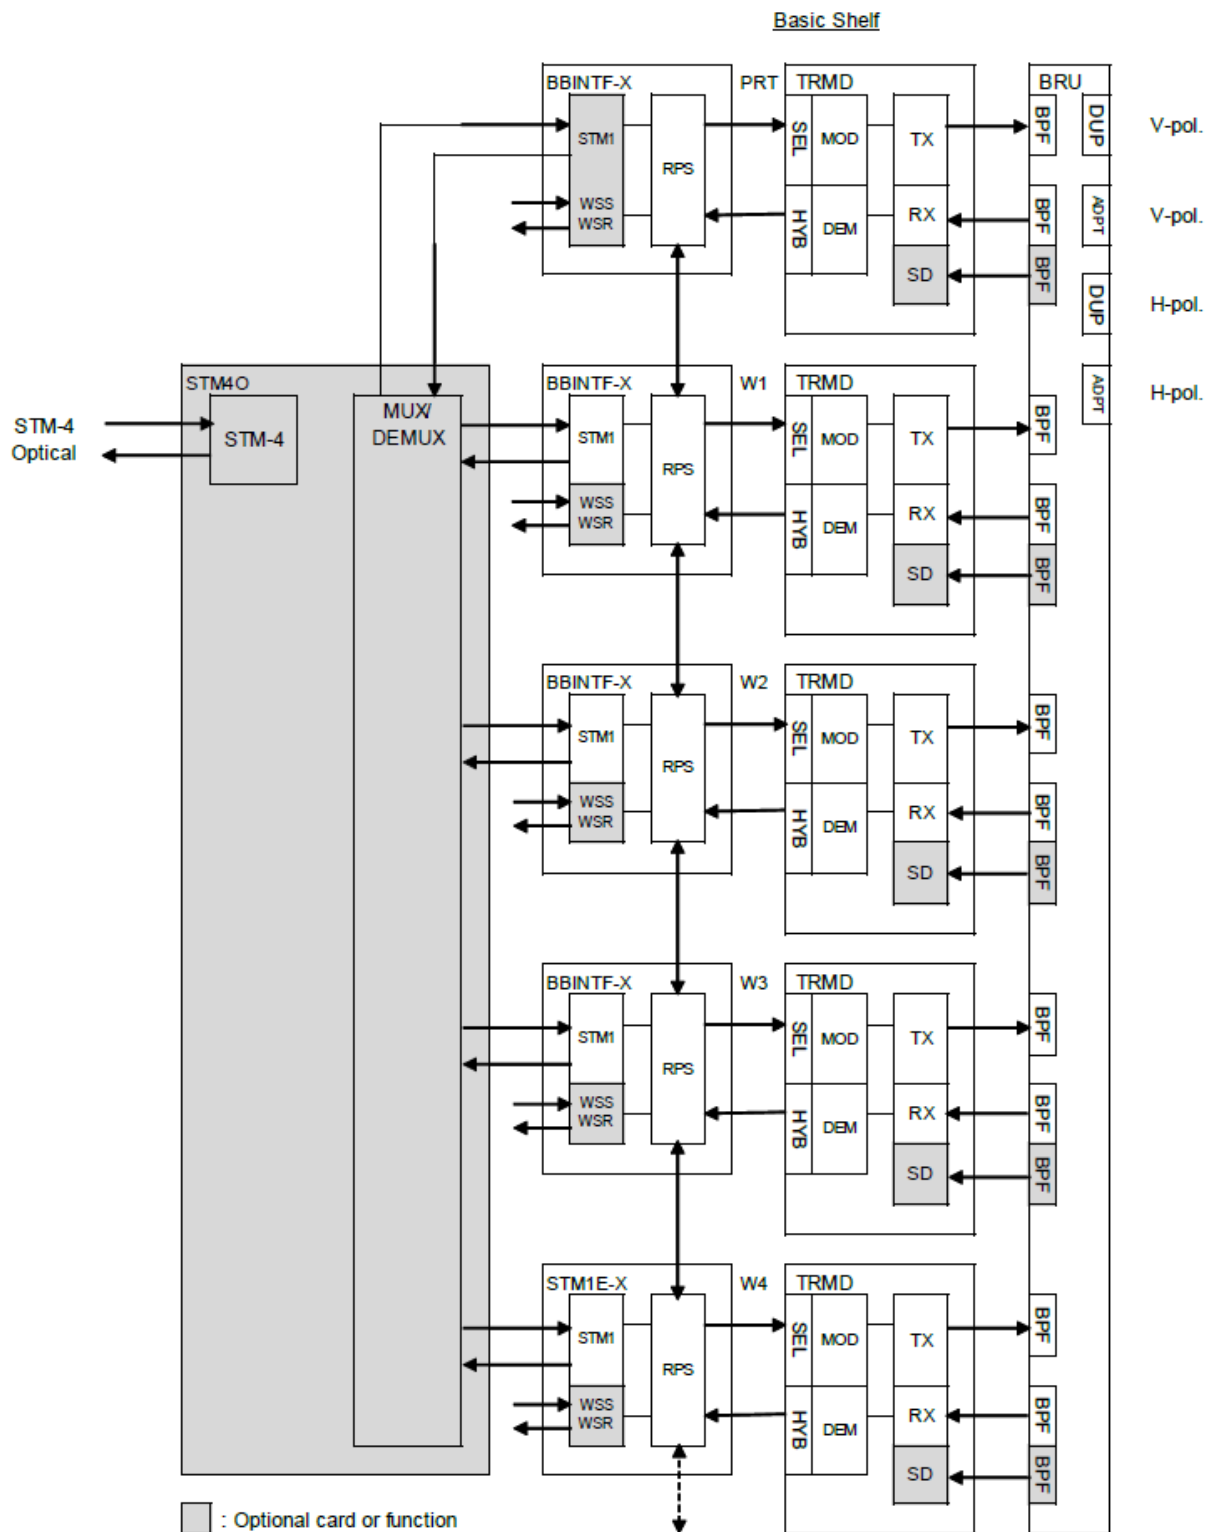 Basic Shelf
BBINTF-X
PRT
TRMD
BRU
STM1
WSS
WSR
RPS
SEL
MOD
HYB
DEM
TX
RX
SD
BPF
BPF
BPF
DUP
V-pol.
ADPT
V-pol.
DUP
H-pol.
ADPT
H-pol.
STM4O
STM-4
Optical
STM-4
MUX/
DEMUX
BBINTF-X
W1
TRMD
STM1
WSS
WSR
RPS
SEL
MOD
HYB
DEM
TX
RX
SD
BPF
BPF
BPF
BBINTF-X
W2
TRMD
STM1
WSS
WSR
RPS
SEL
MOD
HYB
DEM
TX
RX
SD
BPF
BPF
BPF
BBINTF-X
W3
TRMD
STM1
WSS
WSR
RPS
SEL
MOD
HYB
DEM
TX
RX
SD
BPF
BPF
BPF
STM1E-X
W4
TRMD
STM1
WSS
WSR
RPS
SEL
MOD
HYB
DEM
TX
RX
SD
BPF
BPF
BPF
: Optional card or function